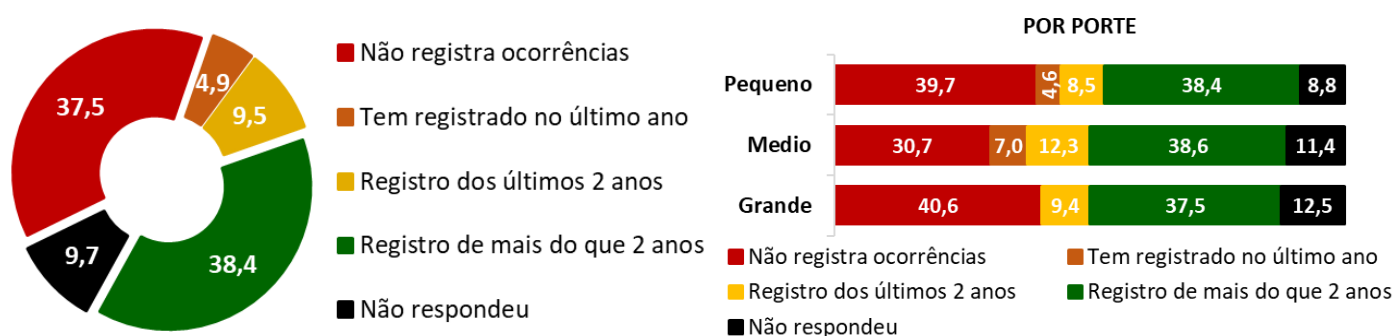 37,5
4,9
9,5
38,4
9,7
Não registra ocorrências
Tem registrado no último ano
Registro dos últimos 2 anos
Registro de mais do que 2 anos
Não respondeu
POR PORTE
Pequeno 39,7 4,6 8,5 38,4 8,8
Medio 30,7 7,0 12,3 38,6 11,4
Grande 40,6 9,4 37,5 12,5
Não registra ocorrências Tem registrado no último ano
Registro dos últimos 2 anos Registro de mais do que 2 anos
Não respondeu